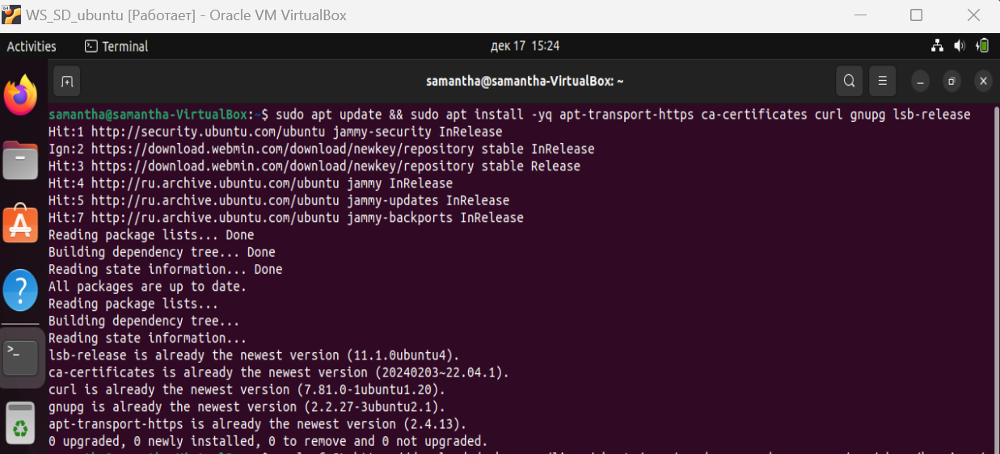 WS_SD_ubuntu [Работает] - Oracle VM VirtualBox
Activities
Terminal
дек 17 15:24
samantha@samantha-VirtualBox: ~
samantha@samantha-VirtualBox:~$ sudo apt update && sudo apt install -yq apt-transport-https ca-certificates curl gnupg lsb-release
Hit:1 http://security.ubuntu.com/ubuntu jammy-security InRelease
Ign:2 https://download.webmin.com/download/newkey/repository stable InRelease
Hit:3 https://download.webmin.com/download/newkey/repository stable Release
Hit:4 http://ru.archive.ubuntu.com/ubuntu jammy InRelease
Hit:5 http://ru.archive.ubuntu.com/ubuntu jammy-updates InRelease
Hit:7 http://ru.archive.ubuntu.com/ubuntu jammy-backports InRelease
Reading package lists... Done
Building dependency tree... Done
Reading state information... Done
All packages are up to date.
Reading package lists...
Building dependency tree...
Reading state information...
lsb-release is already the newest version (11.1.0ubuntu4).
ca-certificates is already the newest version (20240203~22.04.1).
curl is already the newest version (7.81.0-1ubuntu1.20).
gnupg is already the newest version (2.2.27-3ubuntu2.1).
apt-transport-https is already the newest version (2.4.13).
0 upgraded, 0 newly installed, 0 to remove and 0 not upgraded.